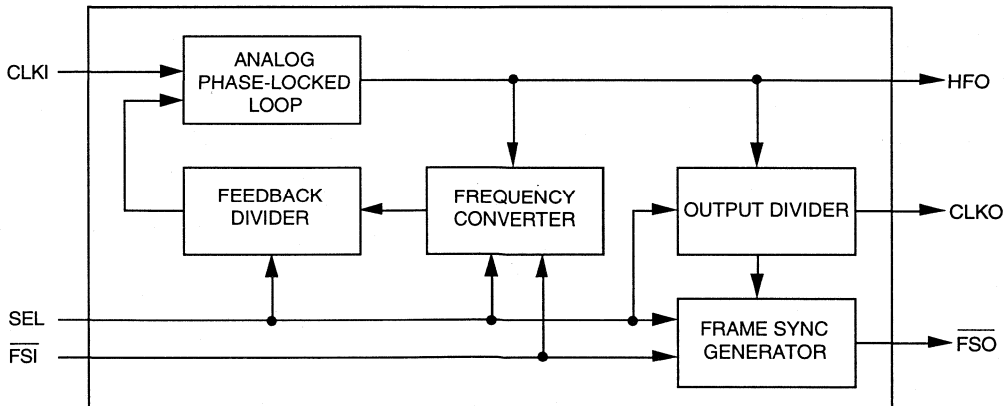 CLKI
ANALOG
PHASE-LOCKED
LOOP
HFO
FEEDBACK
DIVIDER
FREQUENCY
CONVERTER
OUTPUT DIVIDER
CLKO
SEL
FSI
FRAME SYNC
GENERATOR
FSO